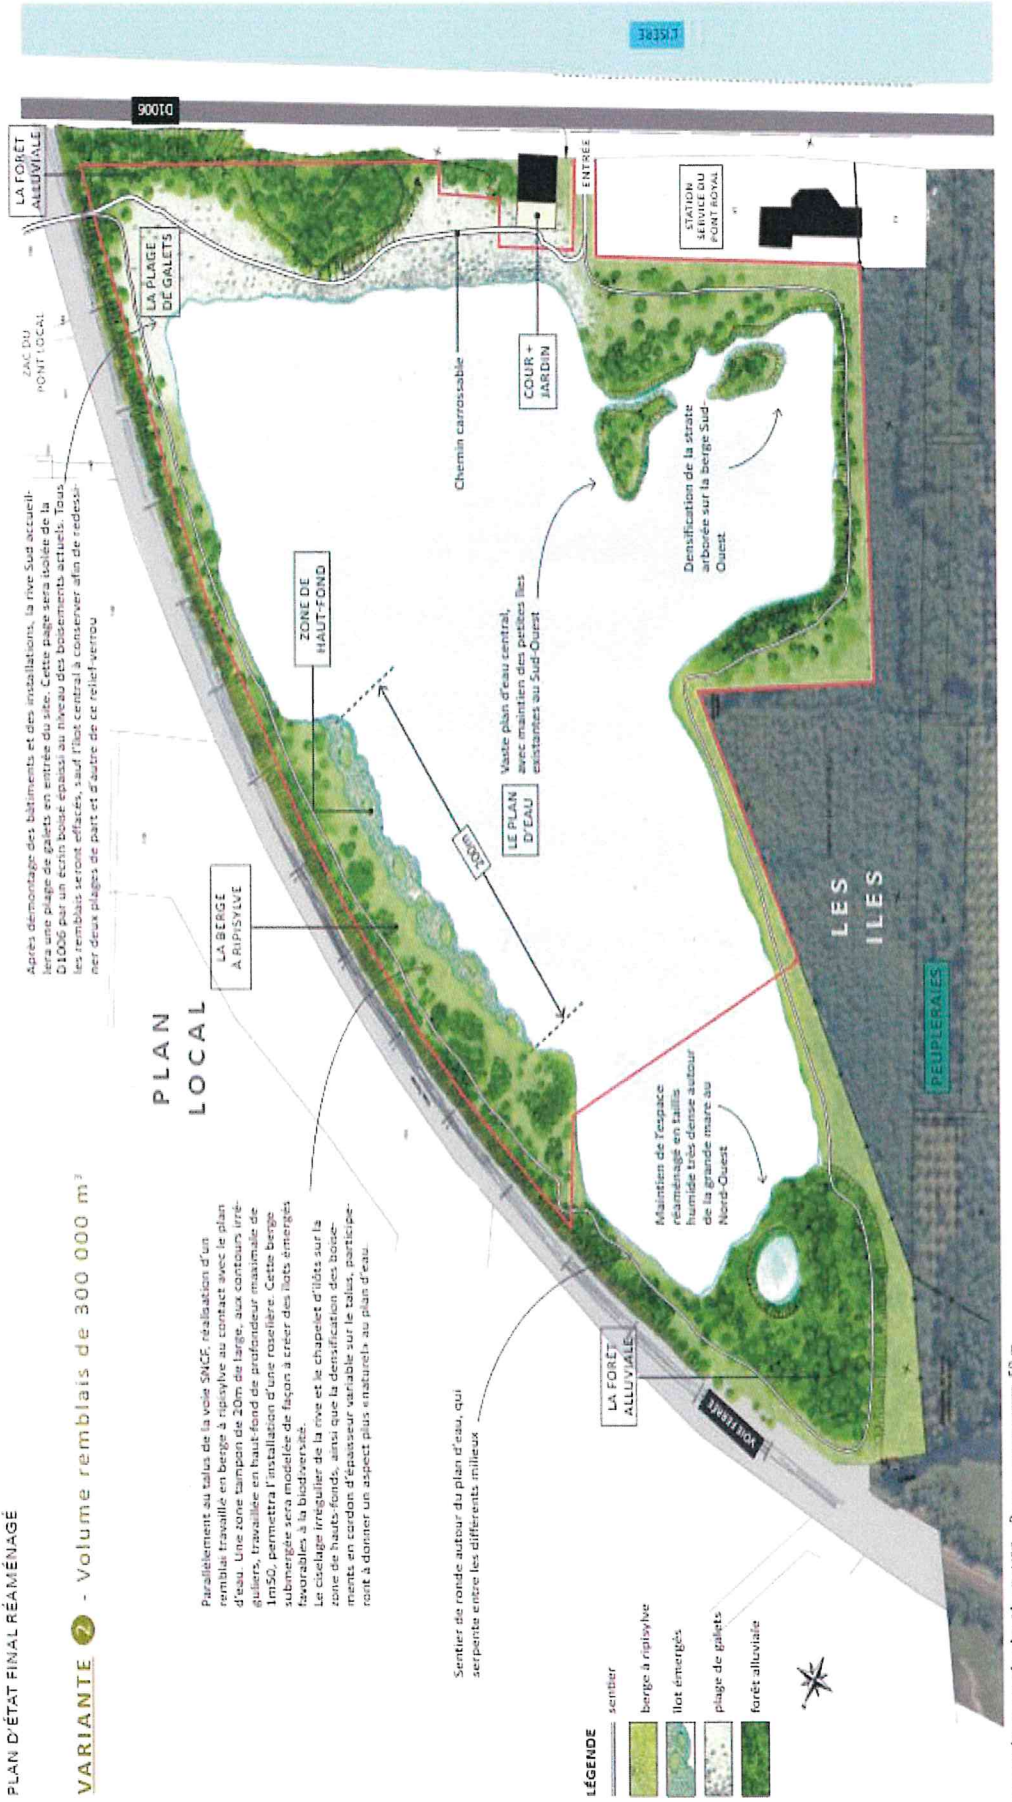 PLAN D'ÉTAT FINAL RÉAMÉNAGÉ
VARIANTE 2 - Volume remblais de 300 000 m³
Après démontage des bâtiments et des installations, la rive Sud accueil-
lera une plage de galets en entrée du site. Cette page sera isolée de la
D1006 par un écrin boisé épaissi au niveau des boisements actuels. Tous
les remblais seront effacés, sauf l'îlot central à conserver afin de redessi-
ner deux plages de part et d'autre de ce relief-verrou
Parallèlement au talus de la voie SNCF, réalisation d'un
remblai travaillé en berge à ripisylve au contact avec le plan
d'eau. Une zone tampon de 20m de large, aux contours irré-
guliers, travaillée en haut-fond de profondeur maximale de
1m50, permettra l'installation d'une roselière. Cette berge
submergée sera modelée de façon à créer des îlots émergés
favorables à la biodiversité.
Le ciselage irrégulier de la rive et le chapelet d'îlôts sur la
zone de hauts-fonds, ainsi que la densification des boise-
ments en cordon d'épaisseur variable sur le talus, participe-
ront à donner un aspect plus «naturel» au plan d'eau.
Sentier de ronde autour du plan d'eau, qui
serpente entre les différents milieux
PLAN
LOCAL
ZAC DU
PONT LOCAL
LA FORÊT
ALLUVIALE
D1006
L'ISÈRE
LA PLAGE
DE GALETS
LA BERGE
À RIPISYLVE
ZONE DE
HAUT-FOND
200m
Chemin carrossable
COUR +
JARDIN
ENTRÉE
STATION
SERVICE DU
PONT ROYAL
LE PLAN
D'EAU
Vaste plan d'eau central,
avec maintien des petites îles
existantes au Sud-Ouest
Densification de la strate
arborée sur la berge Sud-
Ouest
Maintien de l'espace
réaménagé en taillis
humide très dense autour
de la grande mare au
Nord-Ouest
LA FORÊT
ALLUVIALE
VOIE FERRÉE
LES
ILES
PEUPLERAIES
LÉGENDE
sentier
berge à ripisylve
îlot émergés
plage de galets
forêt alluviale